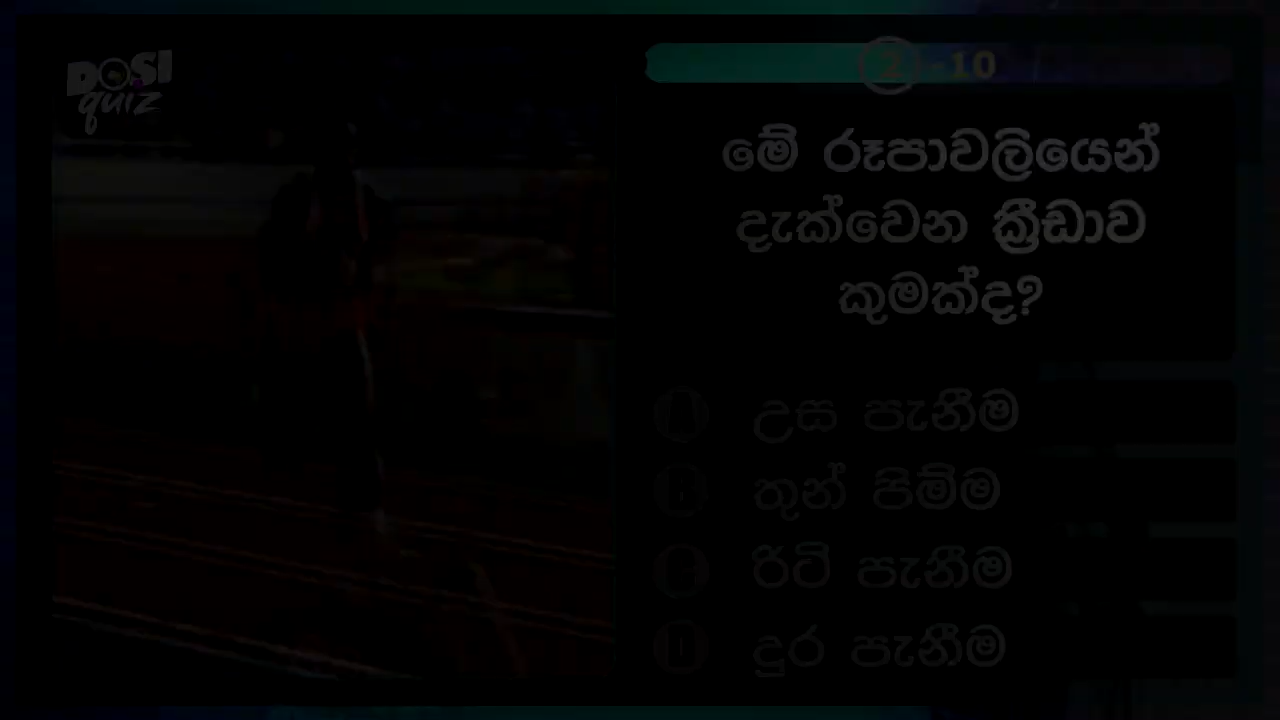 DOSI
quiz
2 -10
මේ රූපාවලියෙන්
දැක්වෙන ක්‍රීඩාව
කුමක්ද?
A උස පැනීම
B තුන් පිම්ම
C රිටි පැනීම
D දුර පැනීම